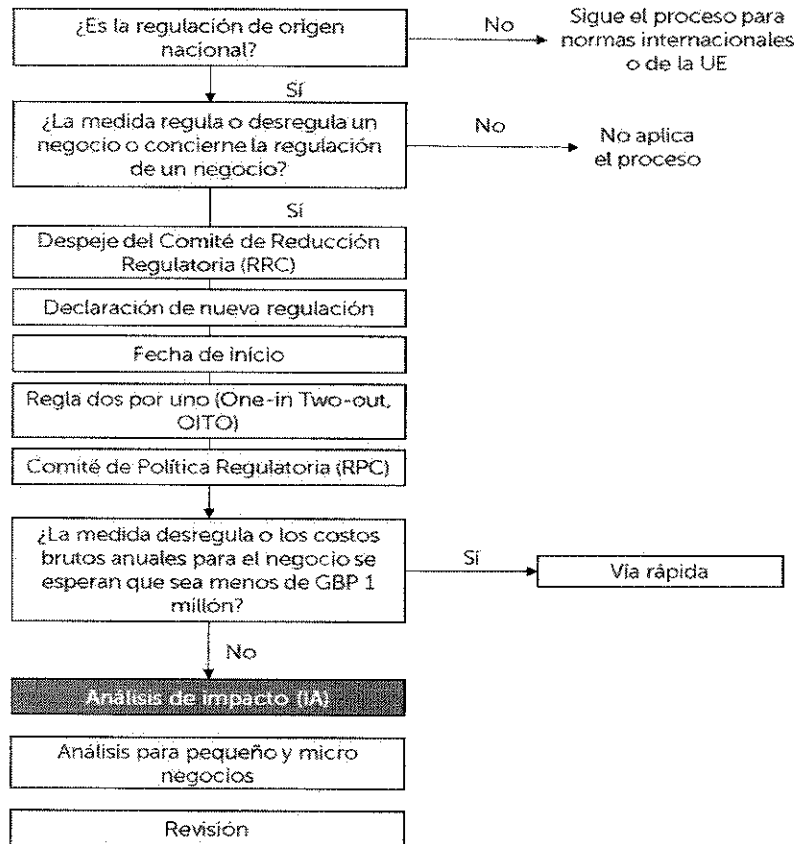 ¿Es la regulación de origen
nacional?
No
Sigue el proceso para
normas internacionales
o de la UE
Sí
¿La medida regula o desregula un
negocio o concierne la regulación
de un negocio?
No
No aplica
el proceso
Sí
Despeje del Comité de Reducción
Regulatoria (RRC)
Declaración de nueva regulación
Fecha de início
Regla dos por uno (One-in Two-out,
OITO)
Comité de Política Regulatoria (RPC)
¿La medida desregula o los costos
brutos anuales para el negocio se
esperan que sea menos de GBP 1
millón?
Sí
Vía rápida
No
Análisis de impacto (IA)
Análisis para pequeño y micro
negocios
Revisión